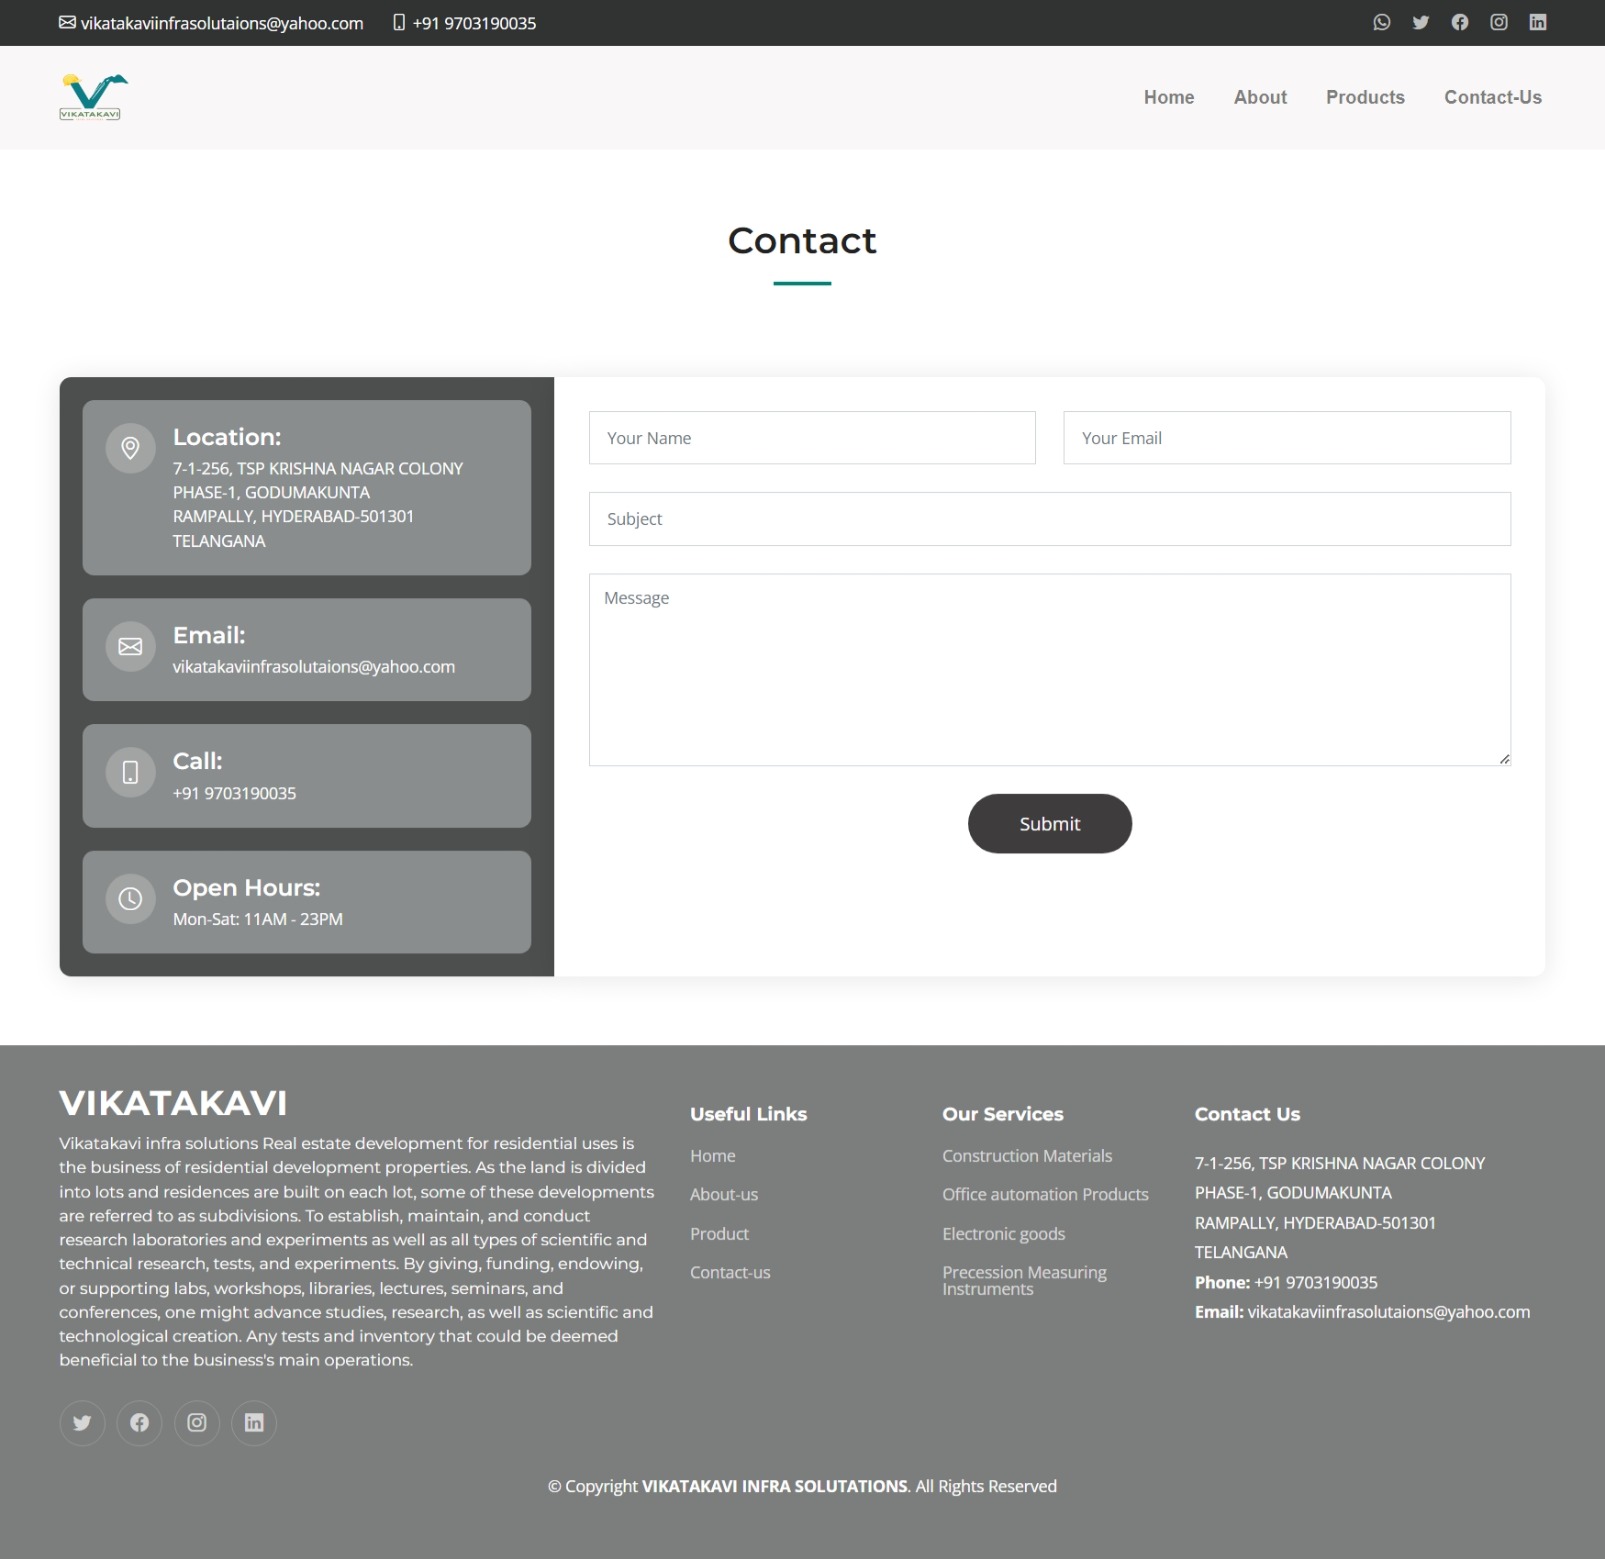 vikatakaviinfrasolutaions@yahoo.com +91 9703190035
VIKATAKAVI
Home About Products Contact-Us
Contact
Location:
7-1-256, TSP KRISHNA NAGAR COLONY
PHASE-1, GODUMAKUNTA
RAMPALLY, HYDERABAD-501301
TELANGANA
Email:
vikatakaviinfrasolutaions@yahoo.com
Call:
+91 9703190035
Open Hours:
Mon-Sat: 11AM - 23PM
Your Name
Your Email
Subject
Message
Submit
VIKATAKAVI
Vikatakavi infra solutions Real estate development for residential uses is
the business of residential development properties. As the land is divided
into lots and residences are built on each lot, some of these developments
are referred to as subdivisions. To establish, maintain, and conduct
research laboratories and experiments as well as all types of scientific and
technical research, tests, and experiments. By giving, funding, endowing,
or supporting labs, workshops, libraries, lectures, seminars, and
conferences, one might advance studies, research, as well as scientific and
technological creation. Any tests and inventory that could be deemed
beneficial to the business's main operations.
Useful Links
Home
About-us
Product
Contact-us
Our Services
Construction Materials
Office automation Products
Electronic goods
Precession Measuring
Instruments
Contact Us
7-1-256, TSP KRISHNA NAGAR COLONY
PHASE-1, GODUMAKUNTA
RAMPALLY, HYDERABAD-501301
TELANGANA
Phone: +91 9703190035
Email: vikatakaviinfrasolutaions@yahoo.com
© Copyright VIKATAKAVI INFRA SOLUTATIONS. All Rights Reserved